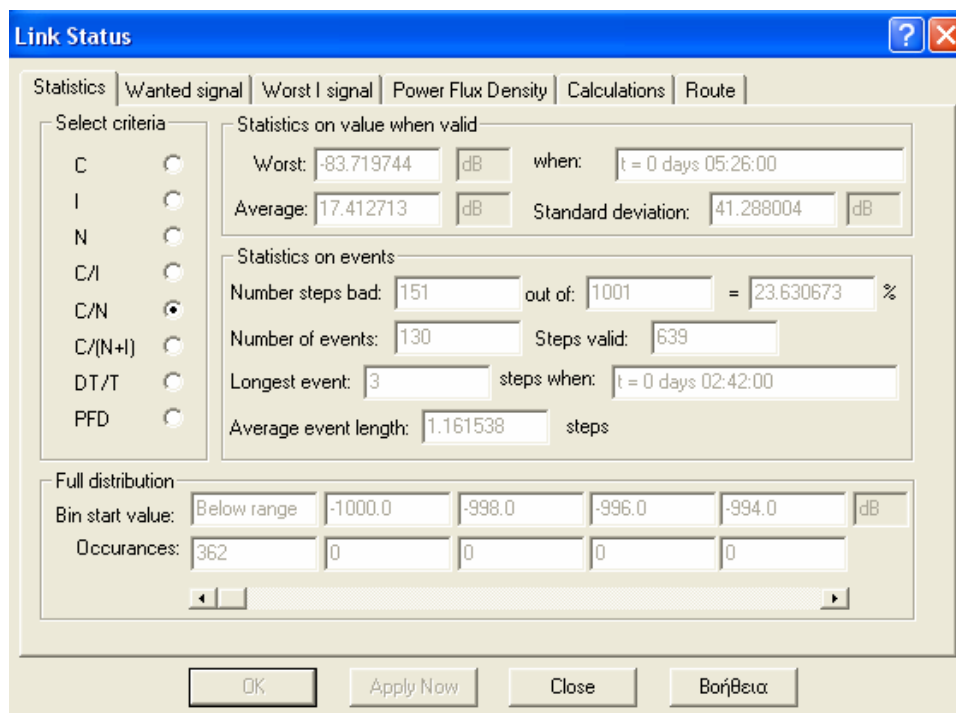 Link Status
Statistics Wanted signal Worst I signal Power Flux Density Calculations Route
Select criteria
C
I
N
C/I
C/N
C/(N+I)
DT/T
PFD
Statistics on value when valid
Worst: -83.719744 dB when: t = 0 days 05:26:00
Average: 17.412713 dB Standard deviation: 41.288004 dB
Statistics on events
Number steps bad: 151 out of: 1001 = 23.630673 %
Number of events: 130 Steps valid: 639
Longest event: 3 steps when: t = 0 days 02:42:00
Average event length: 1.161538 steps
Full distribution
Bin start value: Below range -1000.0 -998.0 -996.0 -994.0 dB
Occurances: 362 0 0 0 0
OK Apply Now Close Βοήθεια